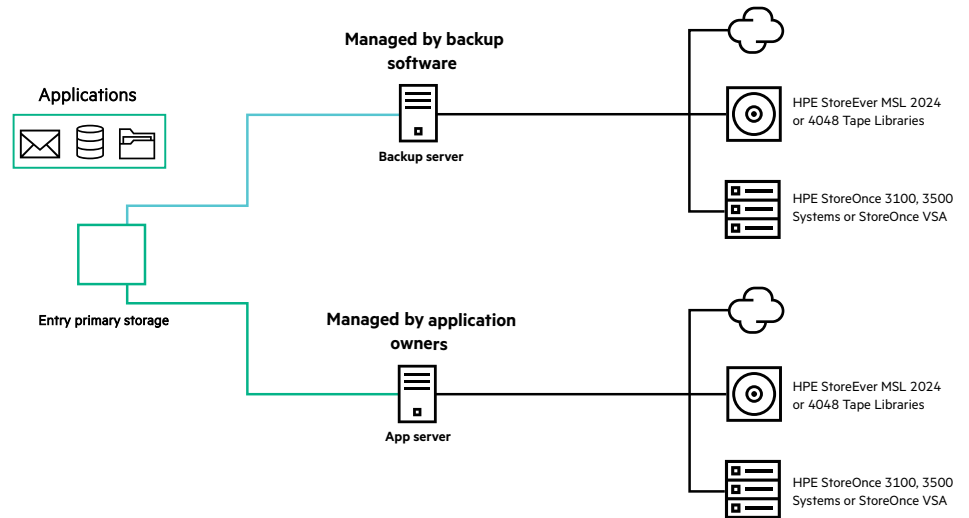 Managed by backup
software
Applications
HPE StoreEver MSL 2024
or 4048 Tape Libraries
Backup server
HPE StoreOnce 3100, 3500
Systems or StoreOnce VSA
Entry primary storage
Managed by application
owners
HPE StoreEver MSL 2024
or 4048 Tape Libraries
App server
HPE StoreOnce 3100, 3500
Systems or StoreOnce VSA